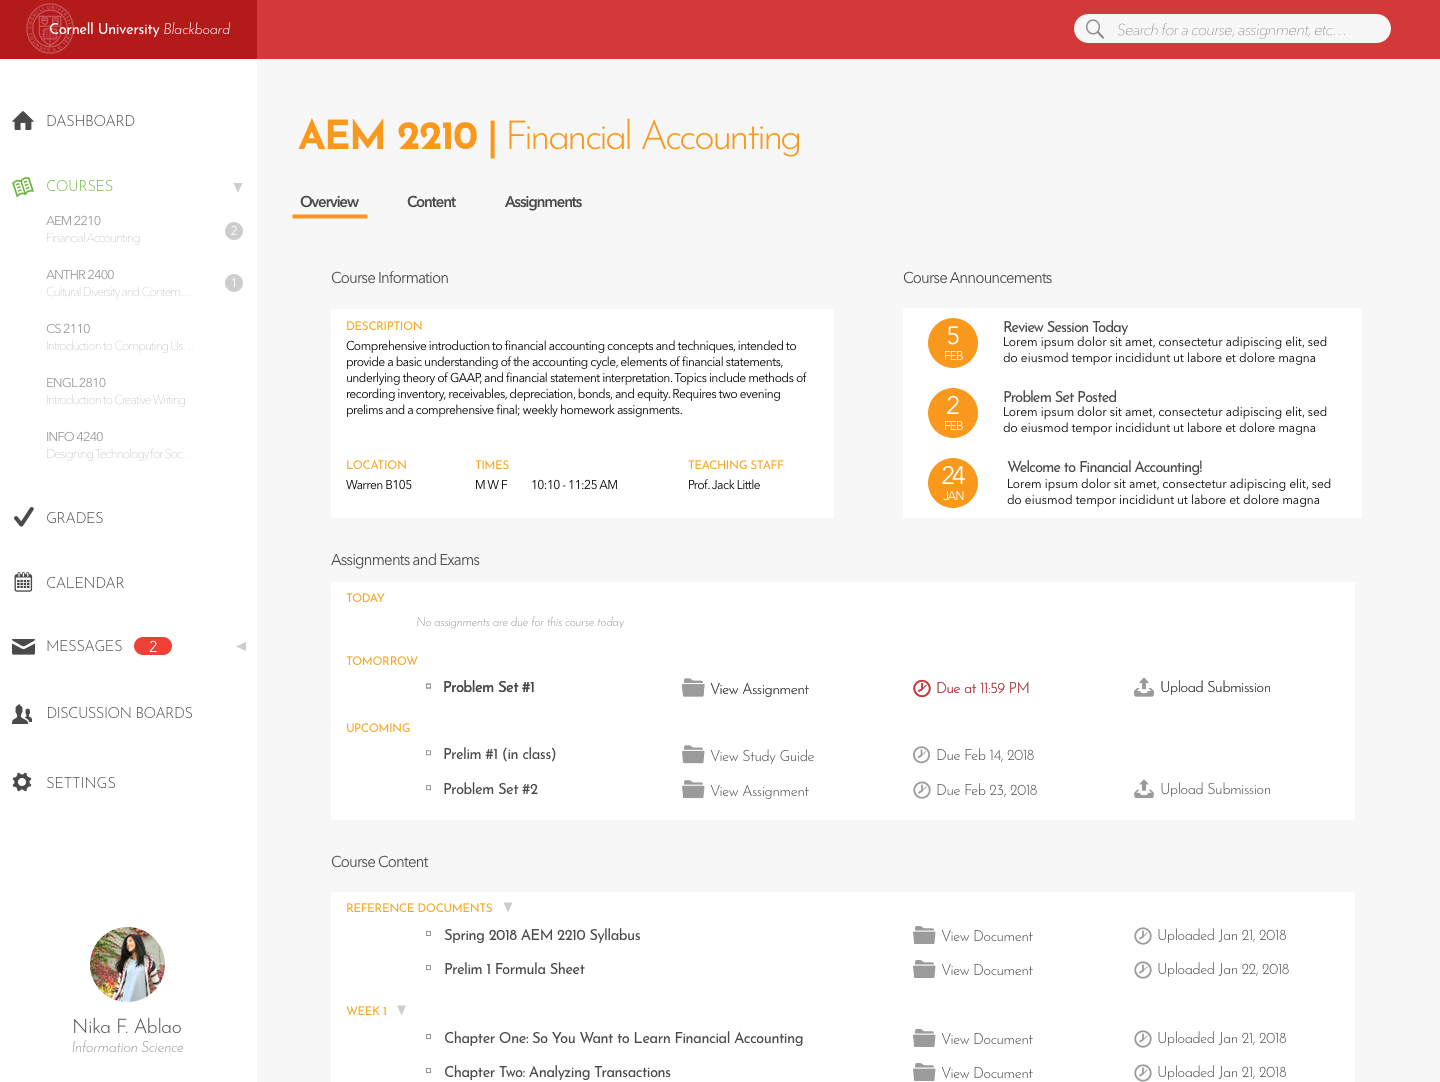 Cornell University Blackboard
Search for a course, assignment, etc...
DASHBOARD
COURSES
AEM 2210
Financial Accounting
2
ANTHR 2400
Cultural Diversity and Contem...
1
CS 2110
Introduction to Computing Us...
ENGL 2810
Introduction to Creative Writing
INFO 4240
Designing Technology for Soc...
GRADES
CALENDAR
MESSAGES 2
DISCUSSION BOARDS
SETTINGS
Nika F. Ablao
Information Science
AEM 2210 | Financial Accounting
Overview Content Assignments
Course Information
DESCRIPTION
Comprehensive introduction to financial accounting concepts and techniques, intended to
provide a basic understanding of the accounting cycle, elements of financial statements,
underlying theory of GAAP, and financial statement interpretation. Topics include methods of
recording inventory, receivables, depreciation, bonds, and equity. Requires two evening
prelims and a comprehensive final; weekly homework assignments.
LOCATION TIMES TEACHING STAFF
Warren B105 M W F 10:10 - 11:25 AM Prof. Jack Little
Course Announcements
5
FEB
Review Session Today
Lorem ipsum dolor sit amet, consectetur adipiscing elit, sed
do eiusmod tempor incididunt ut labore et dolore magna
2
FEB
Problem Set Posted
Lorem ipsum dolor sit amet, consectetur adipiscing elit, sed
do eiusmod tempor incididunt ut labore et dolore magna
24
JAN
Welcome to Financial Accounting!
Lorem ipsum dolor sit amet, consectetur adipiscing elit, sed
do eiusmod tempor incididunt ut labore et dolore magna
Assignments and Exams
TODAY
No assignments are due for this course today
TOMORROW
Problem Set #1 View Assignment Due at 11:59 PM Upload Submission
UPCOMING
Prelim #1 (in class) View Study Guide Due Feb 14, 2018
Problem Set #2 View Assignment Due Feb 23, 2018 Upload Submission
Course Content
REFERENCE DOCUMENTS
Spring 2018 AEM 2210 Syllabus View Document Uploaded Jan 21, 2018
Prelim 1 Formula Sheet View Document Uploaded Jan 22, 2018
WEEK 1
Chapter One: So You Want to Learn Financial Accounting View Document Uploaded Jan 21, 2018
Chapter Two: Analyzing Transactions View Document Uploaded Jan 21, 2018